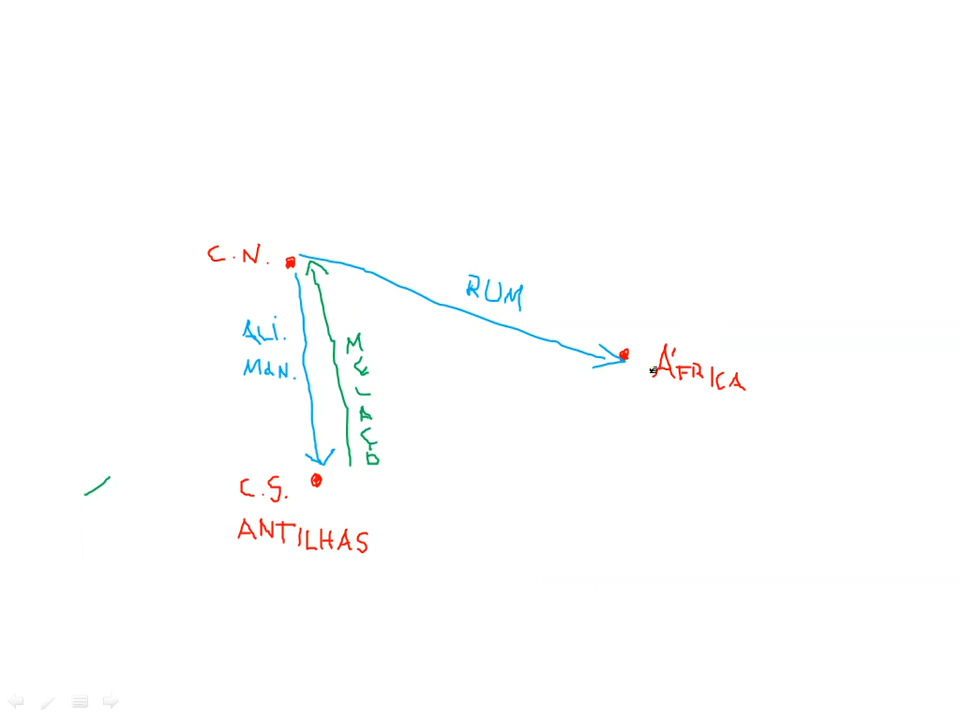 C.N.
RUM
ALI.
MAN.
MELAÇO
ÁFRICA
C.S.
ANTILHAS